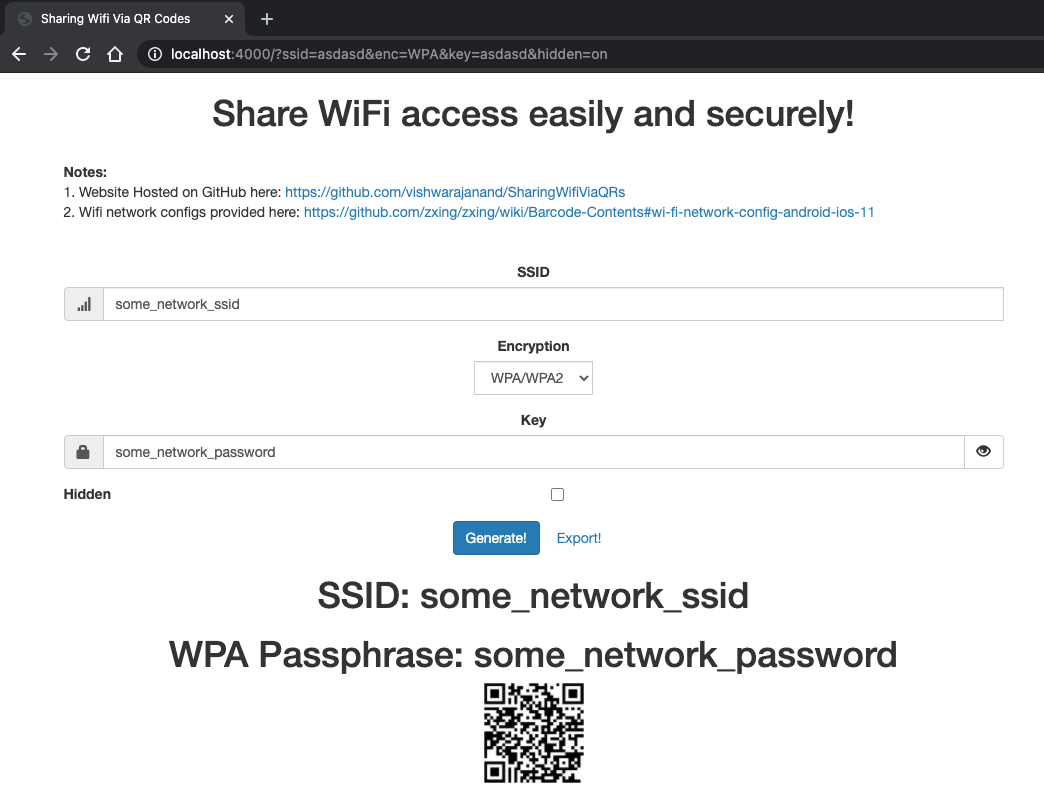 Sharing Wifi Via QR Codes
localhost:4000/?ssid=asdasd&enc=WPA&key=asdasd&hidden=on
Share WiFi access easily and securely!
Notes:
1. Website Hosted on GitHub here: https://github.com/vishwarajanand/SharingWifiViaQRs
2. Wifi network configs provided here: https://github.com/zxing/zxing/wiki/Barcode-Contents#wi-fi-network-config-android-ios-11
SSID
some_network_ssid
Encryption
WPA/WPA2
Key
some_network_password
Hidden
Generate! Export!
SSID: some_network_ssid
WPA Passphrase: some_network_password